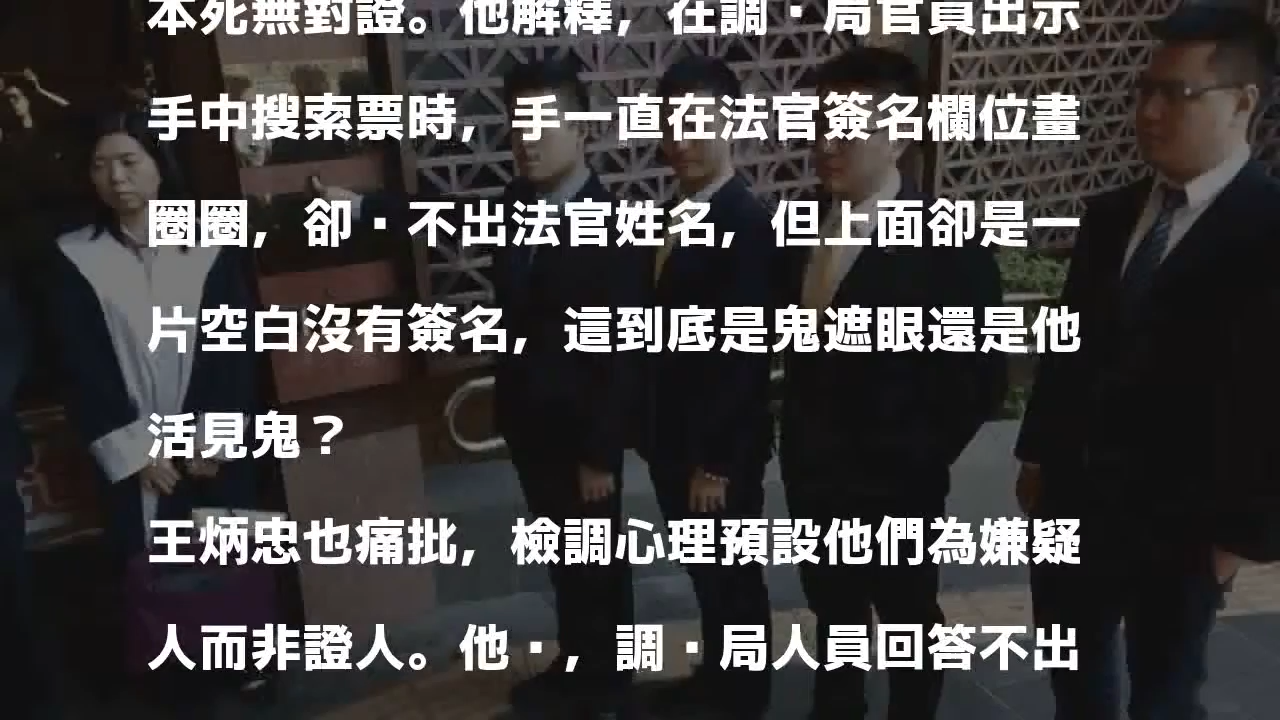 本死無對證。他解釋，在調·局官員出示
手中搜索票時，手一直在法官簽名欄位畫
圈圈，卻·不出法官姓名，但上面卻是一
片空白沒有簽名，這到底是鬼遮眼還是他
活見鬼？
王炳忠也痛批，檢調心理預設他們為嫌疑
人而非證人。他·，調·局人員回答不出